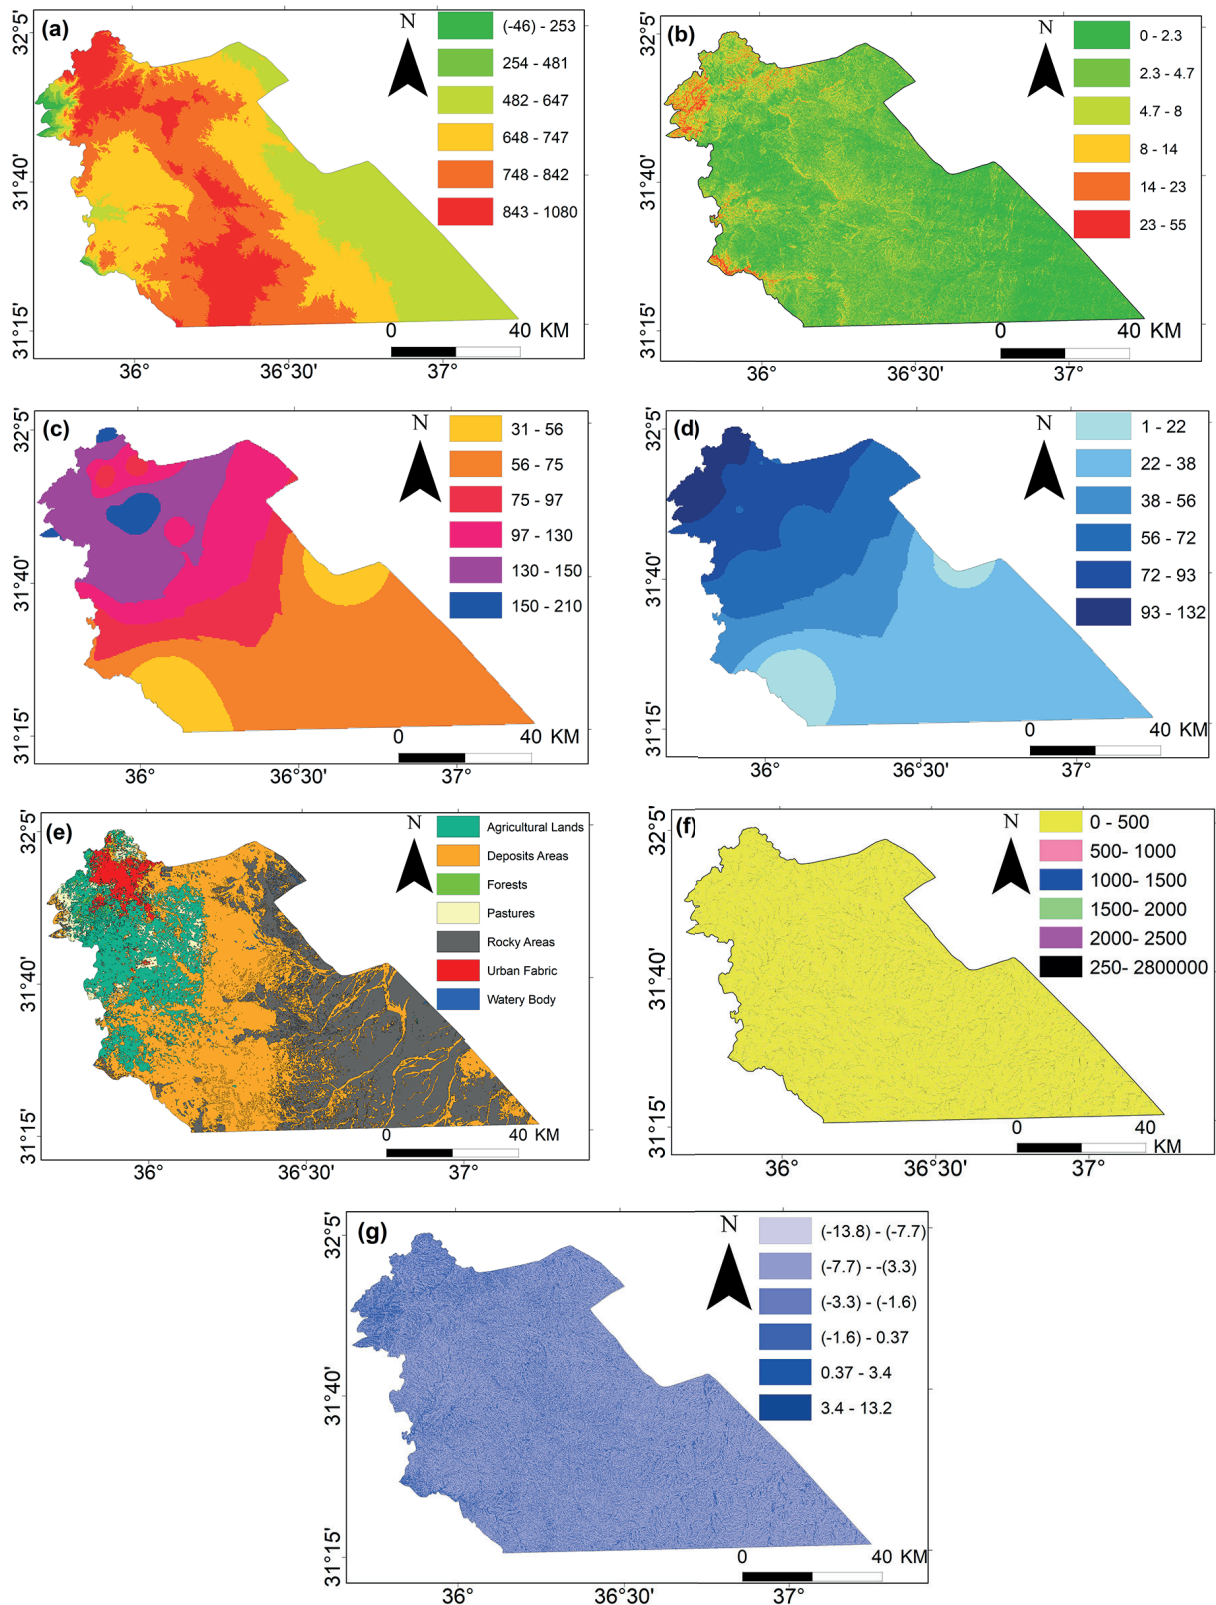 (a)
N
32°5'
31°40'
31°15'
(-46) - 253
254 - 481
482 - 647
648 - 747
748 - 842
843 - 1080
0 40 KM
36° 36°30' 37°
(b)
N
32°5'
31°40'
31°15'
0 - 2.3
2.3 - 4.7
4.7 - 8
8 - 14
14 - 23
23 - 55
0 40 KM
36° 36°30' 37°
(c)
N
32°5'
31°40'
31°15'
31 - 56
56 - 75
75 - 97
97 - 130
130 - 150
150 - 210
0 40 KM
36° 36°30' 37°
(d)
N
32°5'
31°40'
31°15'
1 - 22
22 - 38
38 - 56
56 - 72
72 - 93
93 - 132
0 40 KM
36° 36°30' 37°
(e)
N
32°5'
31°40'
31°15'
Agricultural Lands
Deposits Areas
Forests
Pastures
Rocky Areas
Urban Fabric
Watery Body
0 40 KM
36° 36°30' 37°
(f)
N
32°5'
31°40'
31°15'
0 - 500
500- 1000
1000- 1500
1500- 2000
2000- 2500
250- 2800000
0 40
KM
36° 36°30' 37°
(g)
N
32°5'
31°40'
31°15'
(-13.8) - (-7.7)
(-7.7) - -(3.3)
(-3.3) - (-1.6)
(-1.6) - 0.37
0.37 - 3.4
3.4 - 13.2
0 40 KM
36° 36°30' 37°